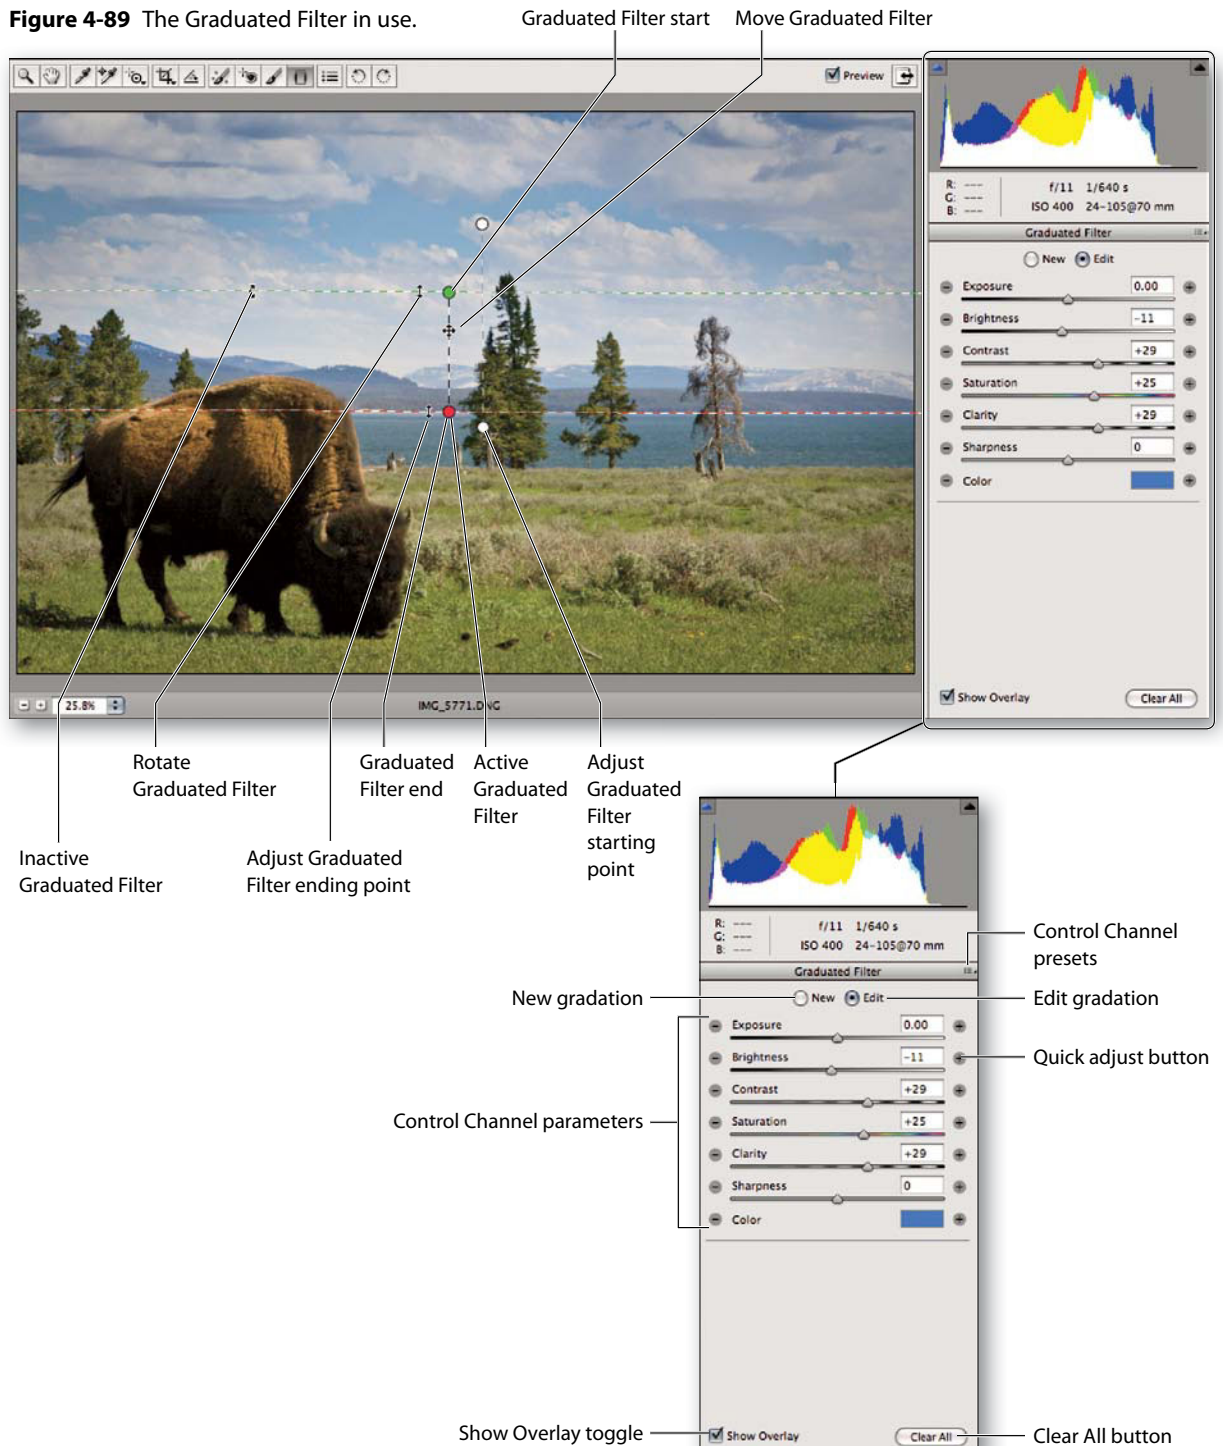 Figure 4-89 The Graduated Filter in use.
Graduated Filter start
Move Graduated Filter
Preview
R: ---
G: ---
B: ---
f/11 1/640 s
ISO 400 24-105@70 mm
Graduated Filter
New Edit
Exposure 0.00
Brightness -11
Contrast +29
Saturation +25
Clarity +29
Sharpness 0
Color
Show Overlay
Clear All
25.8%
IMG_5771.DNG
Rotate
Graduated Filter
Graduated
Filter end
Active
Graduated
Filter
Adjust
Graduated
Filter
starting
point
Inactive
Graduated Filter
Adjust Graduated
Filter ending point
R: ---
G: ---
B: ---
f/11 1/640 s
ISO 400 24-105@70 mm
Graduated Filter
Control Channel
presets
New gradation
New Edit
Edit gradation
Exposure 0.00
Brightness -11
Quick adjust button
Contrast +29
Control Channel parameters
Saturation +25
Clarity +29
Sharpness 0
Color
Show Overlay toggle
Show Overlay
Clear All
Clear All button